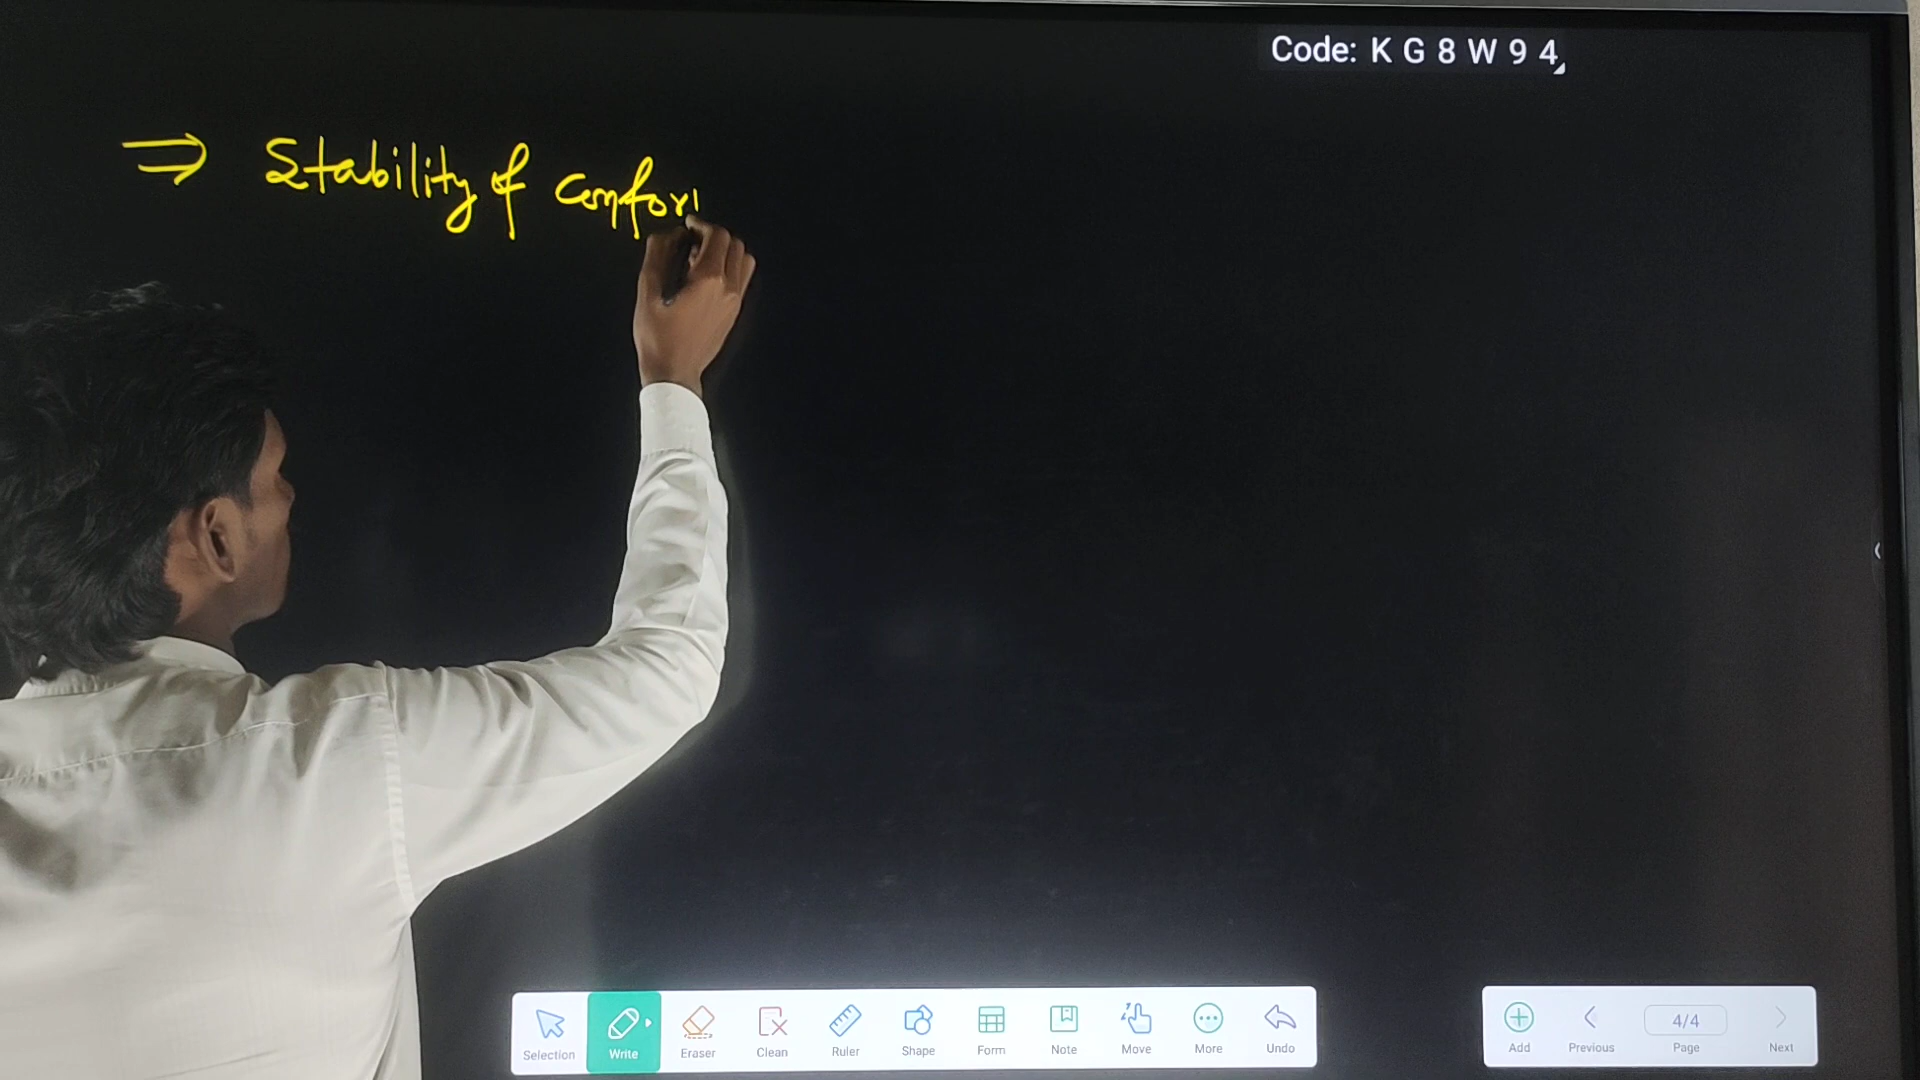 Code: K G 8 W 9 4
⇒ Stability of Confor
Selection Write Eraser Clean Ruler Shape Form Note Move More Undo
Add Previous 4/4 Page Next